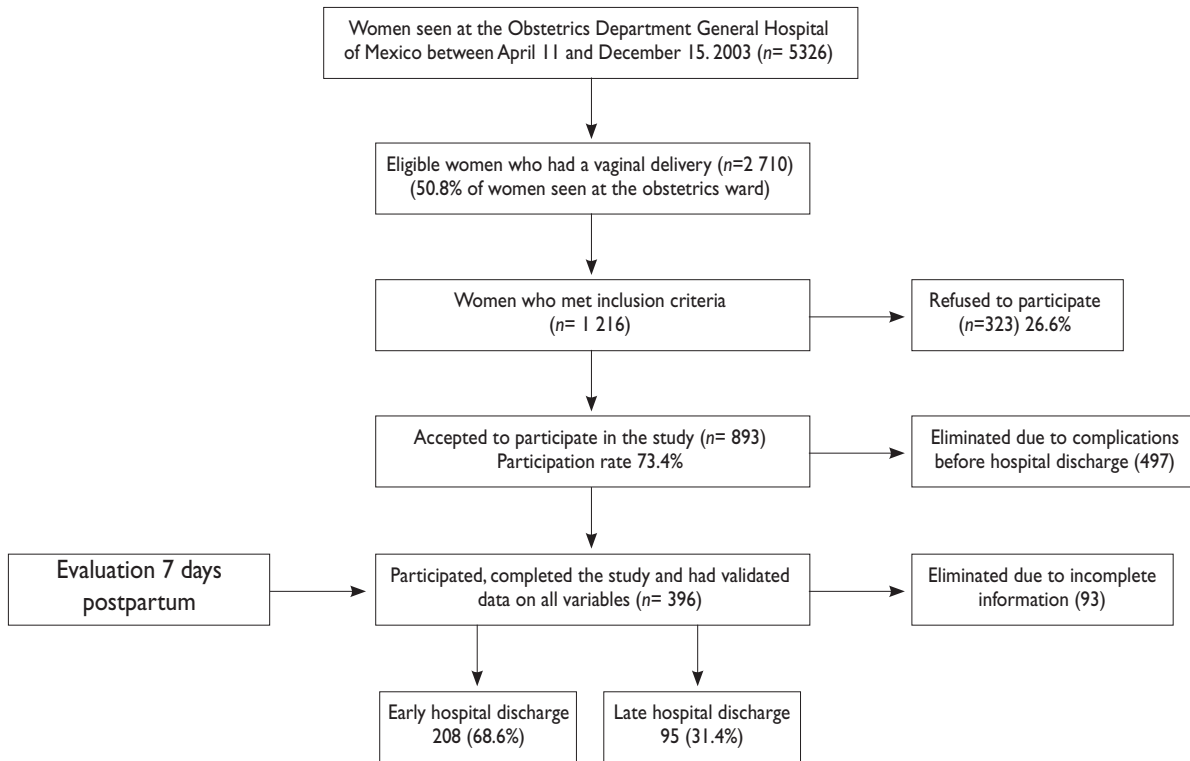 Women seen at the Obstetrics Department General Hospital
of Mexico between April 11 and December 15. 2003 (n= 5326)
Eligible women who had a vaginal delivery (n=2 710)
(50.8% of women seen at the obstetrics ward)
Women who met inclusion criteria
(n= 1 216)
Refused to participate
(n=323) 26.6%
Accepted to participate in the study (n= 893)
Participation rate 73.4%
Eliminated due to complications
before hospital discharge (497)
Evaluation 7 days
postpartum
Participated, completed the study and had validated
data on all variables (n= 396)
Eliminated due to incomplete
information (93)
Early hospital discharge
208 (68.6%)
Late hospital discharge
95 (31.4%)